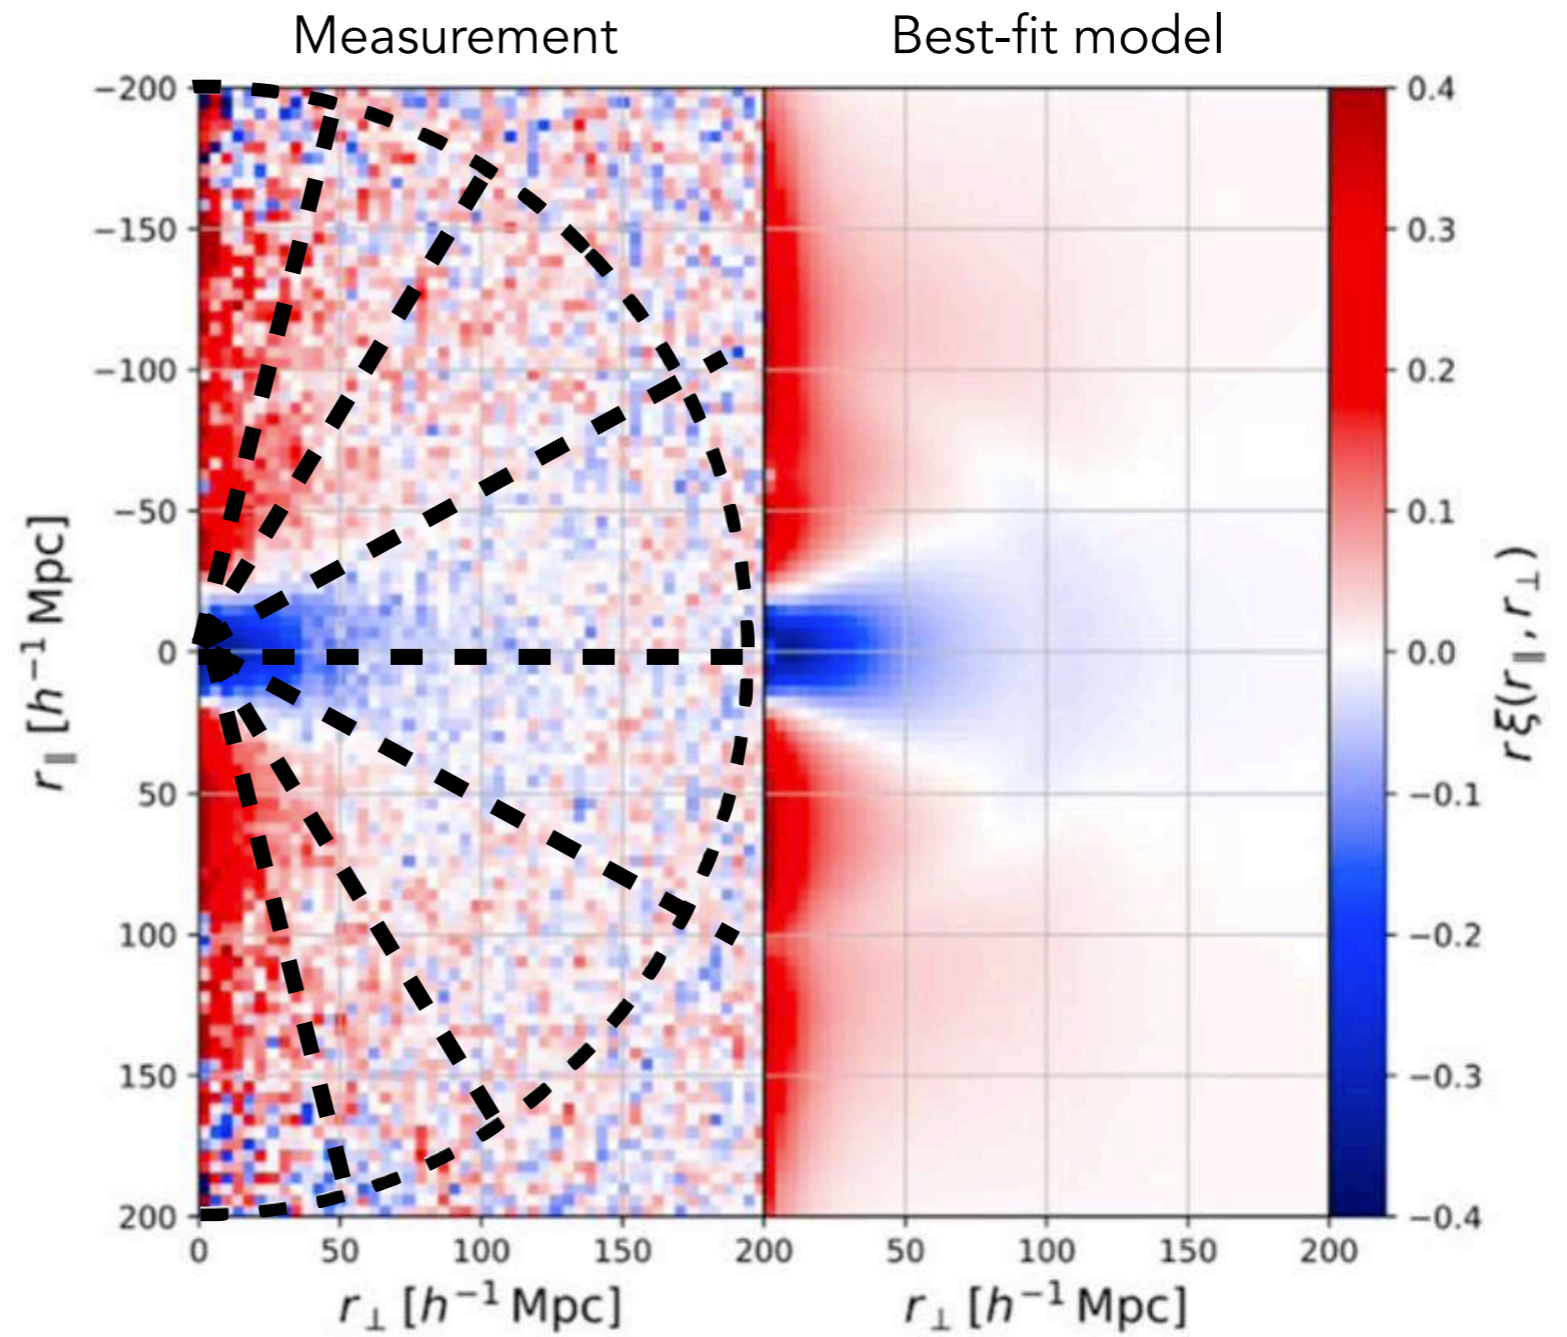 Measurement
Best-fit model
−200
−150
−100
−50
0
50
100
150
200
r∥ [h⁻¹ Mpc]
0 50 100 150 200 50 100 150 200
r⊥ [h⁻¹ Mpc]
r⊥ [h⁻¹ Mpc]
0.4
0.3
0.2
0.1
0.0
−0.1
−0.2
−0.3
−0.4
rξ(r∥, r⊥)